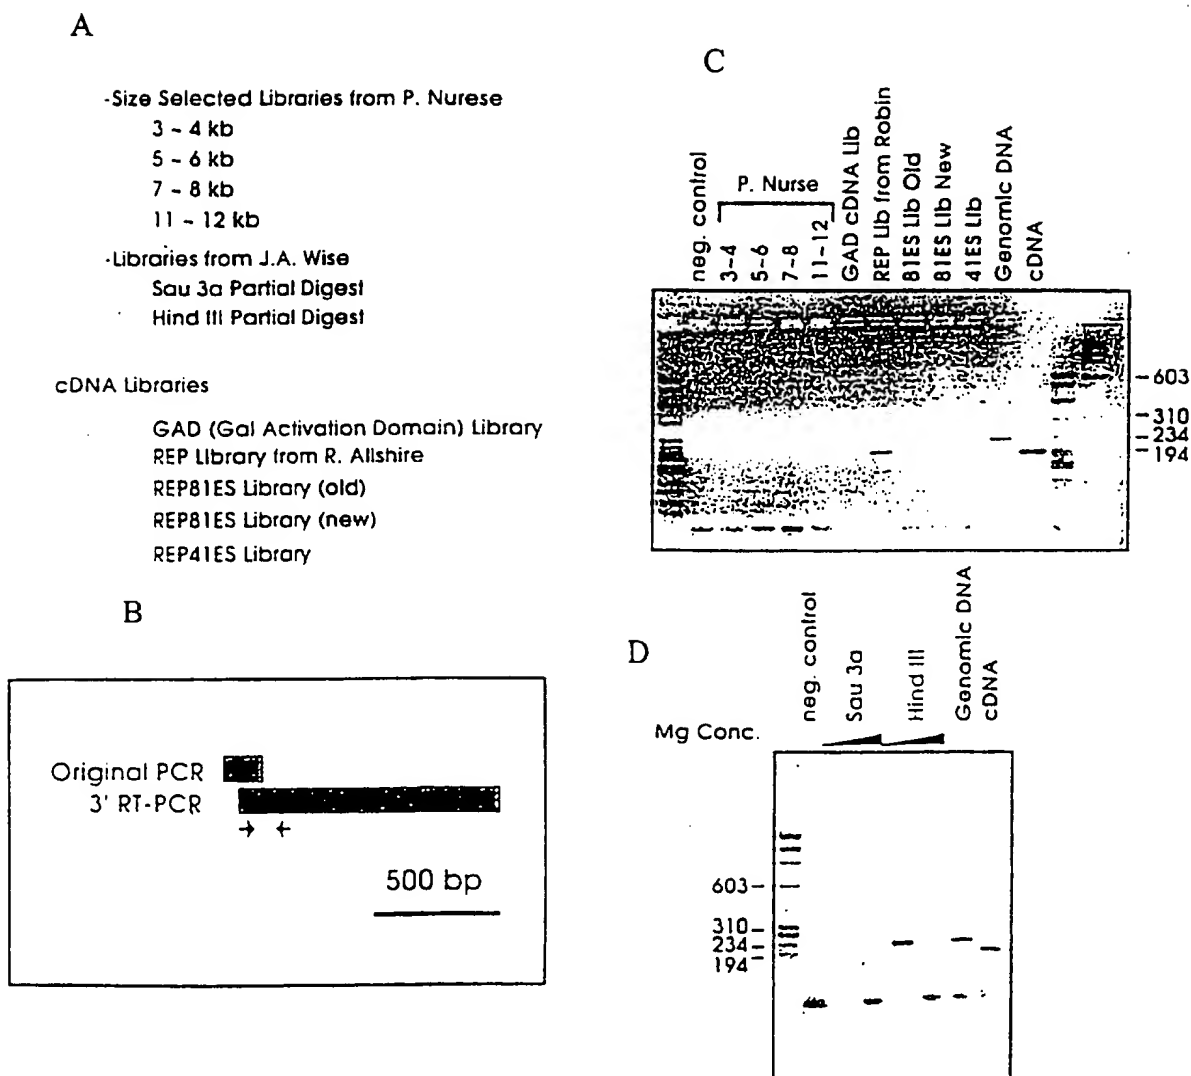 A
-Size Selected Libraries from P. Nurese
3 - 4 kb
5 - 6 kb
7 - 8 kb
11 - 12 kb
-Libraries from J.A. Wise
Sau 3a Partial Digest
Hind III Partial Digest
cDNA Libraries
GAD (Gal Activation Domain) Library
REP Library from R. Allshire
REP81ES Library (old)
REP81ES Library (new)
REP41ES Library
B
Original PCR
3' RT-PCR
500 bp
C
neg. control
P. Nurse
3-4
5-6
7-8
11-12
GAD cDNA Lib
REP Lib from Robin
81ES Lib Old
81ES Lib New
41ES Lib
Genomic DNA
cDNA
603
310
234
194
D
neg. control
Sau 3a
Hind III
Genomic DNA
cDNA
Mg Conc.
603
310
234
194